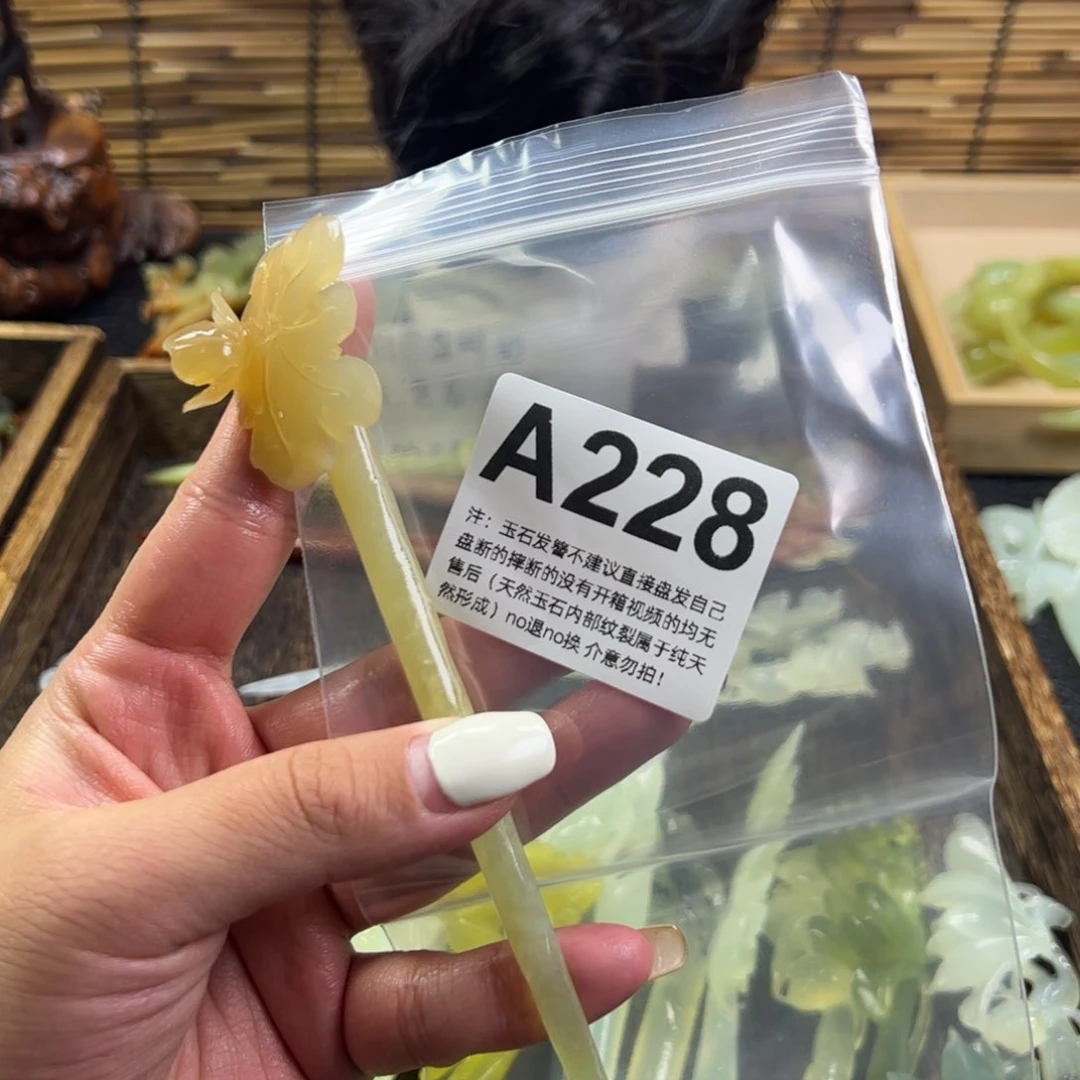 A228
注：玉石发簪不建议直接盘发自己
盘断的摔断的没有开箱视频的均无
售后（天然玉石内部纹裂属于纯天
然形成）no退no换 介意勿拍！